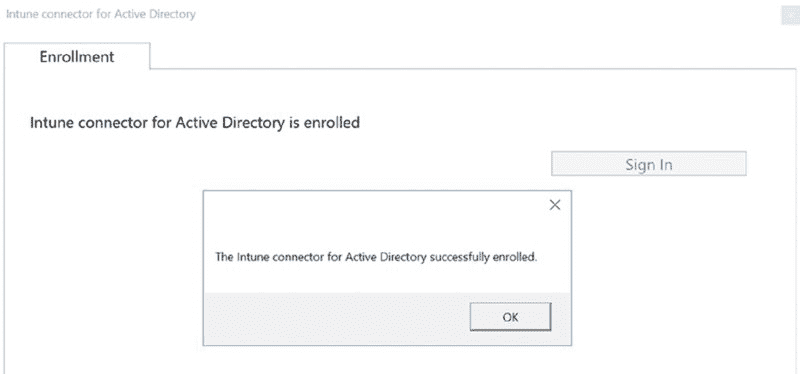 Intune connector for Active Directory
Enrollment
Intune connector for Active Directory is enrolled
Sign In
The Intune connector for Active Directory successfully enrolled.
OK